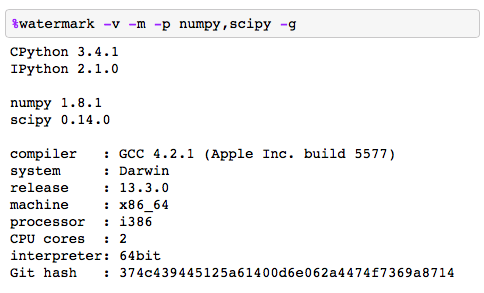 %watermark -v -m -p numpy,scipy -g
CPython 3.4.1
IPython 2.1.0
numpy 1.8.1
scipy 0.14.0
compiler   : GCC 4.2.1 (Apple Inc. build 5577)
system     : Darwin
release    : 13.3.0
machine    : x86_64
processor  : i386
CPU cores  : 2
interpreter: 64bit
Git hash   : 374c439445125a61400d6e062a4474f7369a8714